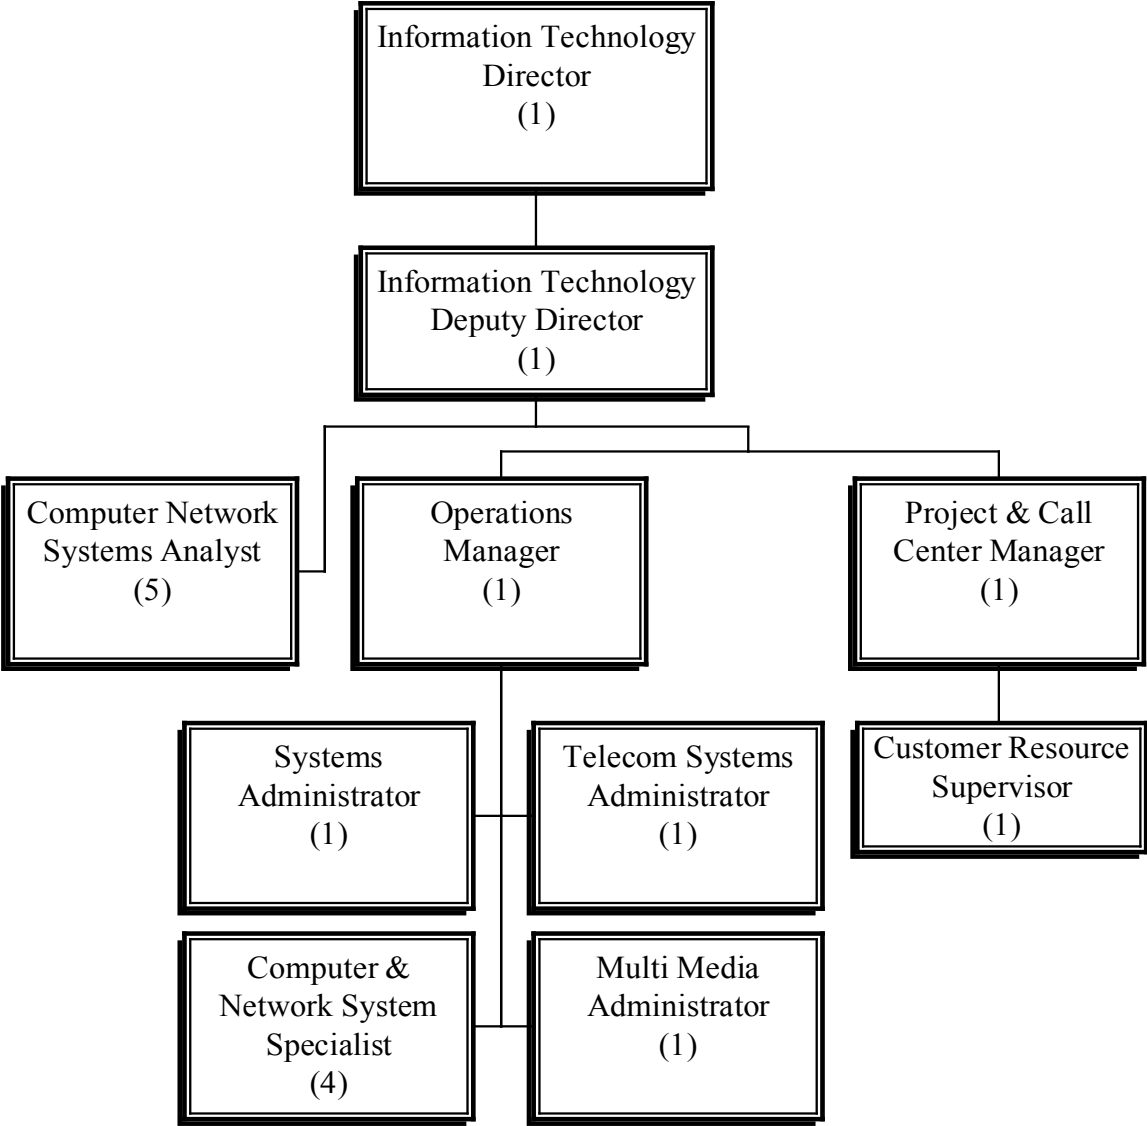 Information Technology
Director
(1)
Information Technology
Deputy Director
(1)
Computer Network
Systems Analyst
(5)
Operations
Manager
(1)
Project & Call
Center Manager
(1)
Systems
Administrator
(1)
Telecom Systems
Administrator
(1)
Customer Resource
Supervisor
(1)
Computer &
Network System
Specialist
(4)
Multi Media
Administrator
(1)